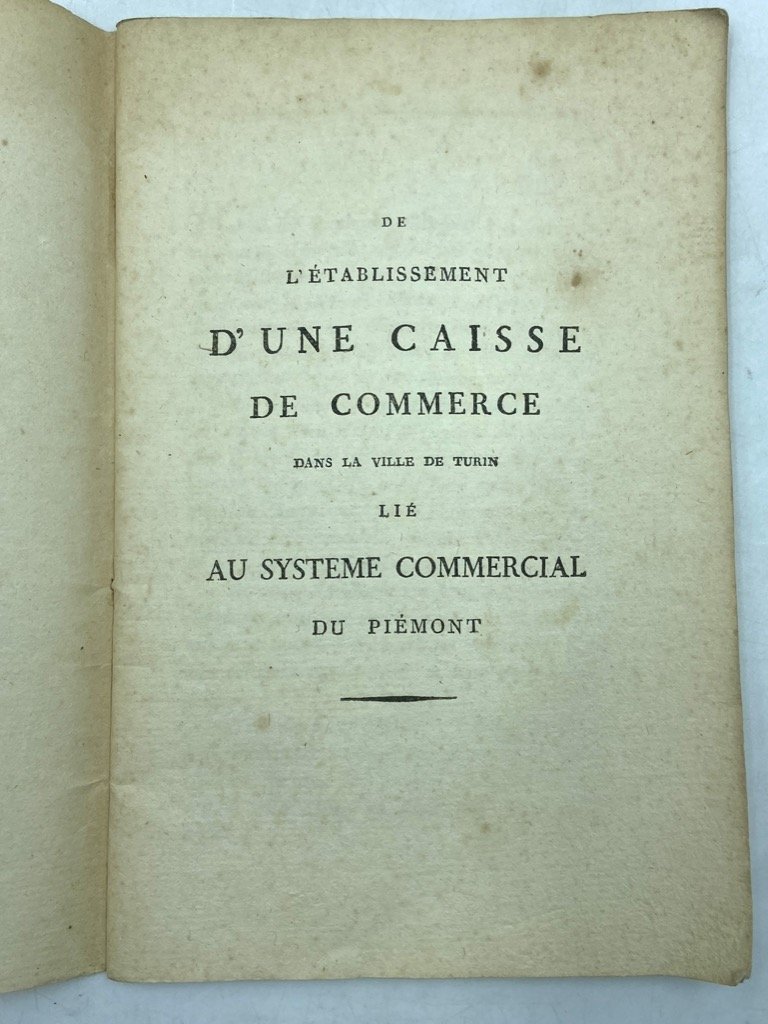 DE
L'ÉTABLISSEMENT
D'UNE CAISSE
DE COMMERCE
DANS LA VILLE DE TURIN
LIÉ
AU SYSTEME COMMERCIAL
DU PIÉMONT